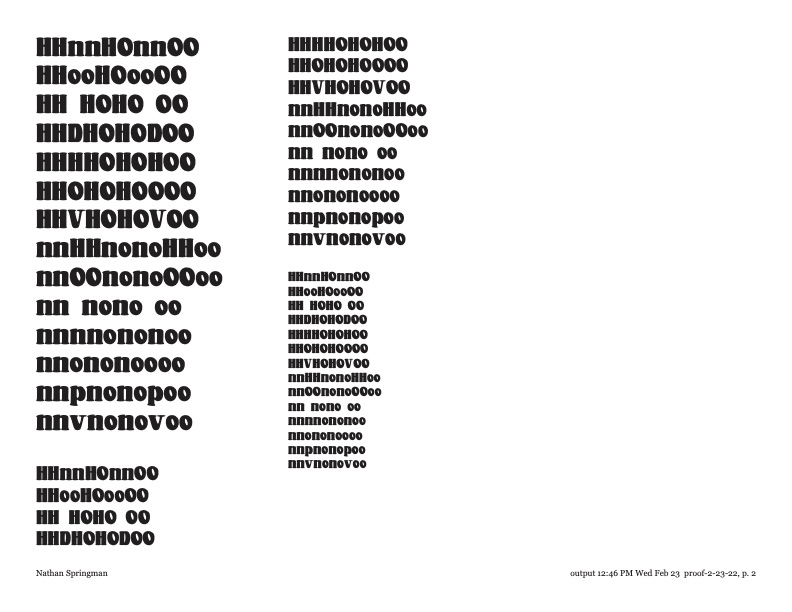 HHnnHOnnOO
HHooHOooOO
HH HOHO OO
HHDHOHODOO
HHHHOHOHOO
HHOHOHOOOO
HHVHOHOVOO
nnHHnonoHHoo
nnOOnonoOOoo
nn nono oo
nnnnononoo
nnononoooo
nnpnonopoo
nnvnonovoo
HHnnHOnnOO
HHooHOooOO
HH HOHO OO
HHDHOHODOO
HHHHOHOHOO
HHOHOHOOOO
HHVHOHOVOO
nnHHnonoHHoo
nnOOnonoOOoo
nn nono oo
nnnnononoo
nnononoooo
nnpnonopoo
nnvnonovoo
HHnnHOnnOO
HHooHOooOO
HH HOHO OO
HHDHOHODOO
HHHHOHOHOO
HHOHOHOOOO
HHVHOHOVOO
nnHHnonoHHoo
nnOOnonoOOoo
nn nono oo
nnnnononoo
nnononoooo
nnpnonopoo
nnvnonovoo
Nathan Springman
output 12:46 PM Wed Feb 23 proof-2-23-22, p. 2